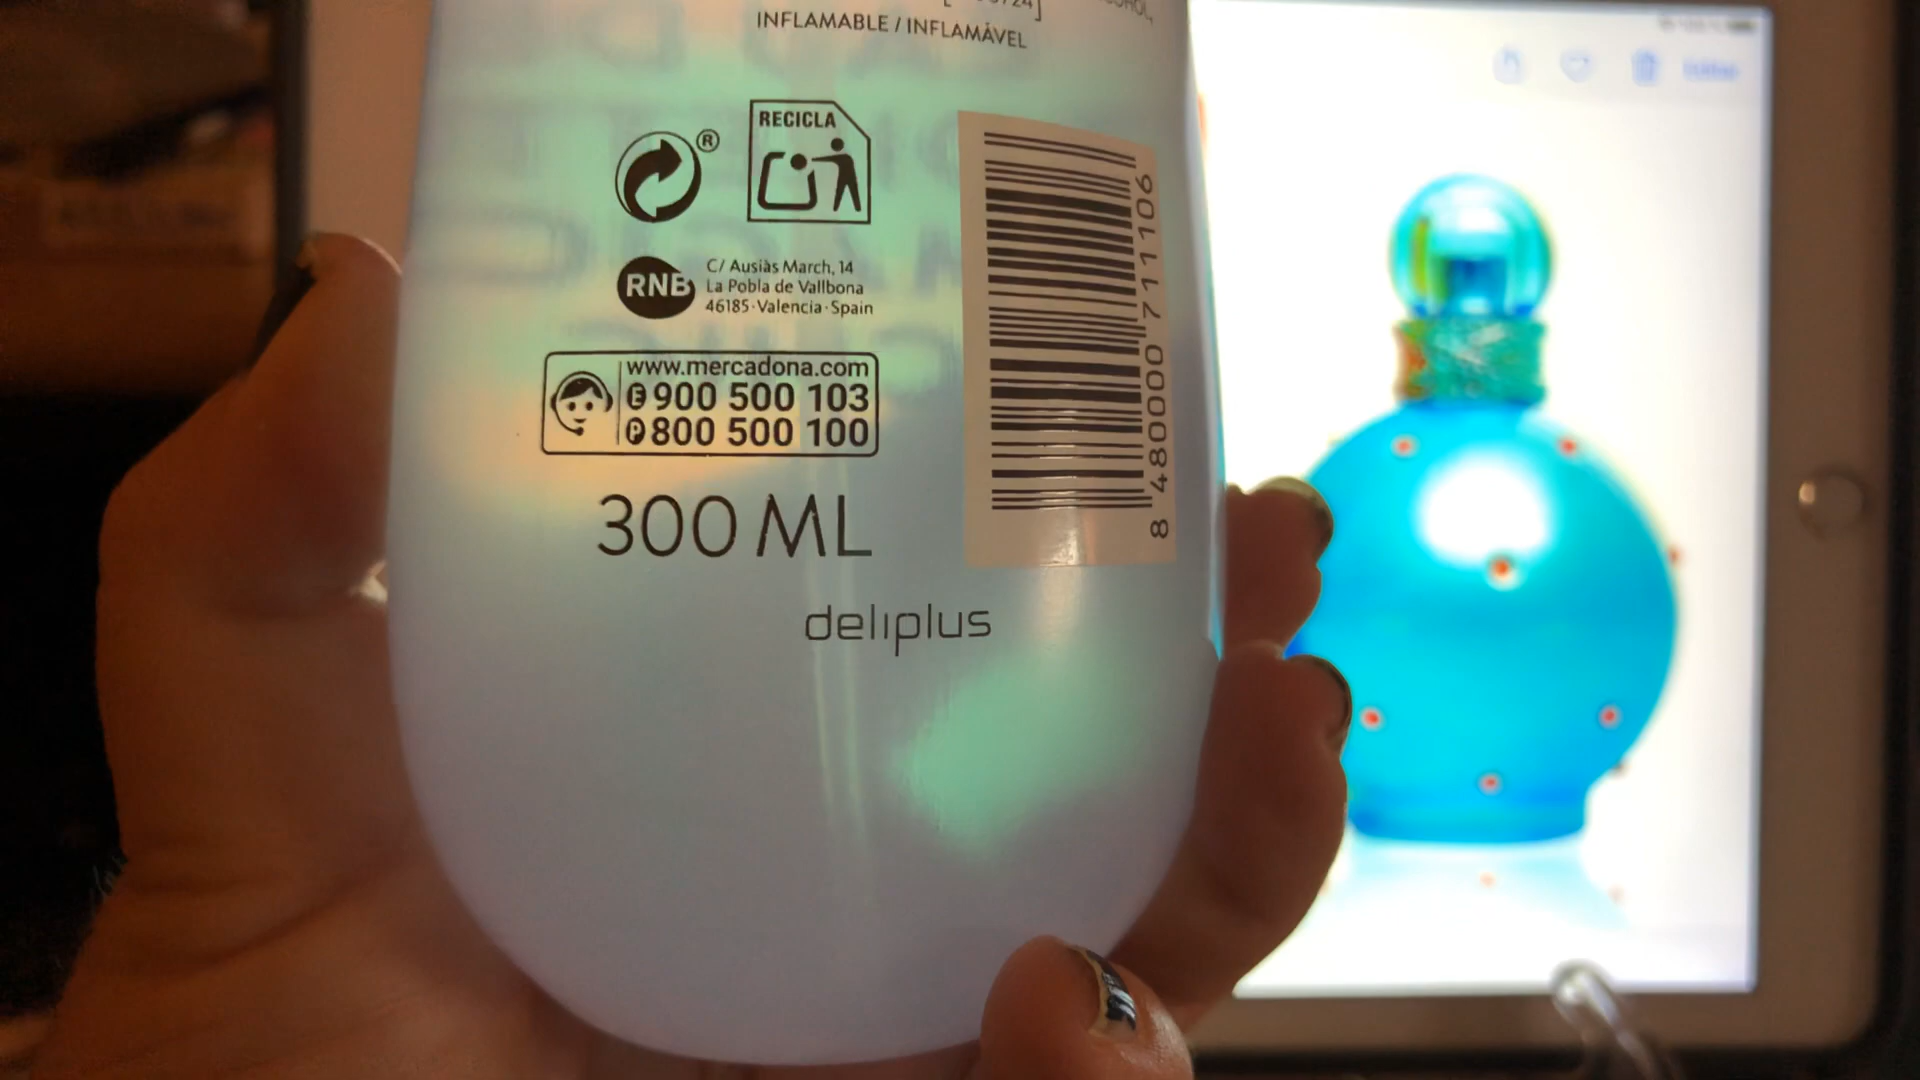 INFLAMABLE / INFLAMÁVEL
®
RECICLA
RNB
C/ Ausiàs March, 14
La Pobla de Vallbona
46185·Valencia·Spain
www.mercadona.com
E 900 500 103
P 800 500 100
300 ML
deliplus
8 480000 711106